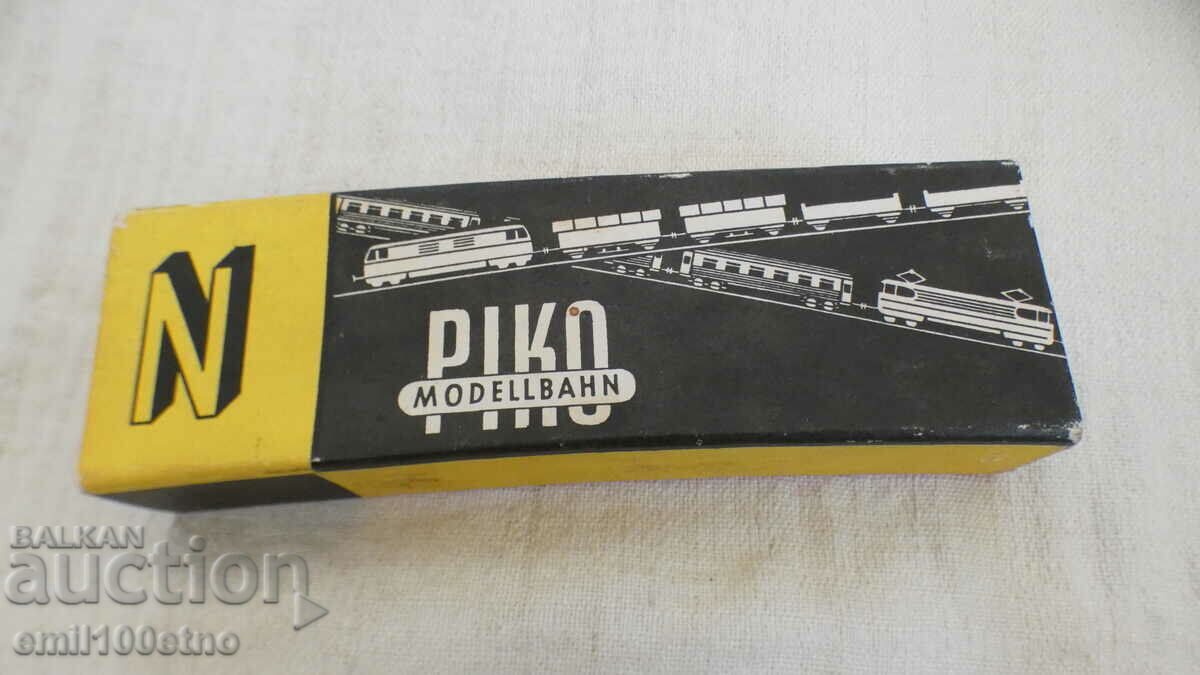 N
PIKO
MODELLBAHN
BALKAN
auction
emil100etno